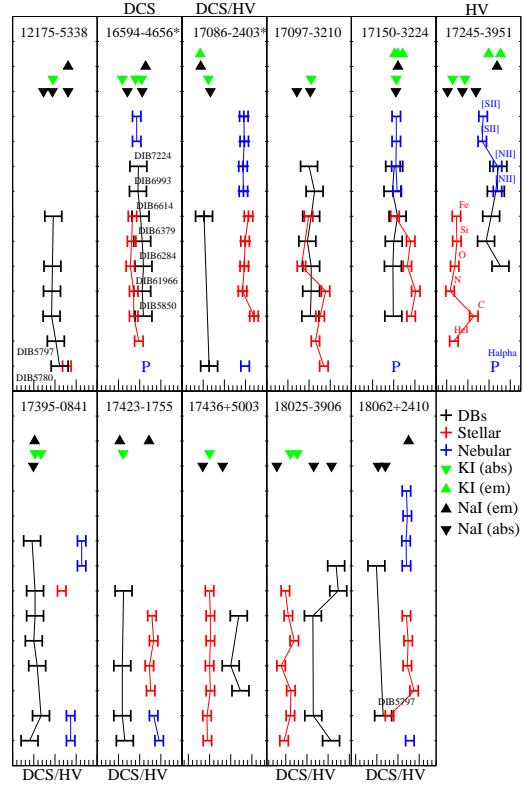 DCS DCS/HV HV
12175-5338 16594-4656* 17086-2403* 17097-3210 17150-3224 17245-3951
[SII]
[SII]
DIB7224 [NII]
DIB6993 [NII]
DIB6614 Fe
DIB6379 Si
DIB6284 O
DIB61966 N
DIB5850 C
HeI
DIB5797 Halpha
DIB5780 P P P
17395-0841 17423-1755 17436+5003 18025-3906 18062+2410
DBs
Stellar
Nebular
KI (abs)
KI (em)
NaI (em)
NaI (abs)
DIB5797
DCS/HV DCS/HV DCS/HV